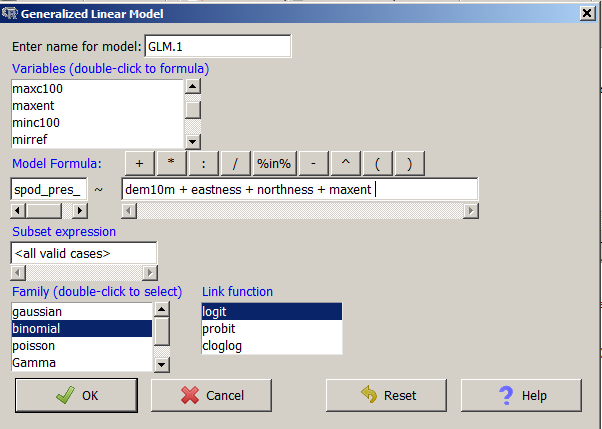 Generalized Linear Model
Enter name for model: GLM.1
Variables (double-click to formula)
maxc100
maxent
minc100
mirref
Model Formula: + * : / %in% - ^ ( )
spod_pres_ ~ dem10m + eastness + northness + maxent
Subset expression
<all valid cases>
Family (double-click to select) Link function
gaussian logit
binomial probit
poisson cloglog
Gamma
OK Cancel Reset Help